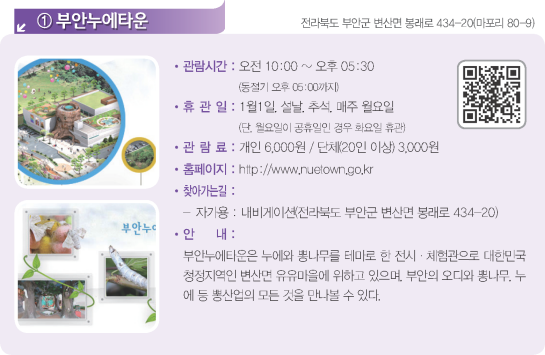 ① 부안누에타운
전라북도 부안군 변산면 봉래로 434-20(마포리 80-9)
• 관람시간 : 오전 10:00 ~ 오후 05:30
(동절기 오후 05:00까지)
• 휴 관 일 : 1월1일, 설날, 추석, 매주 월요일
(단, 월요일이 공휴일인 경우 화요일 휴관)
• 관 람 료 : 개인 6,000원 / 단체(20인 이상) 3,000원
• 홈페이지 : http://www.nuetown.go.kr
• 찾아가는길 :
- 자가용 : 내비게이션(전라북도 부안군 변산면 봉래로 434-20)
• 안 내 :
부안누에타운은 누에와 뽕나무를 테마로 한 전시·체험관으로 대한민국
청정지역인 변산면 유유마을에 위하고 있으며, 부안의 오디와 뽕나무, 누
에 등 뽕산업의 모든 것을 만나볼 수 있다.
부안누에